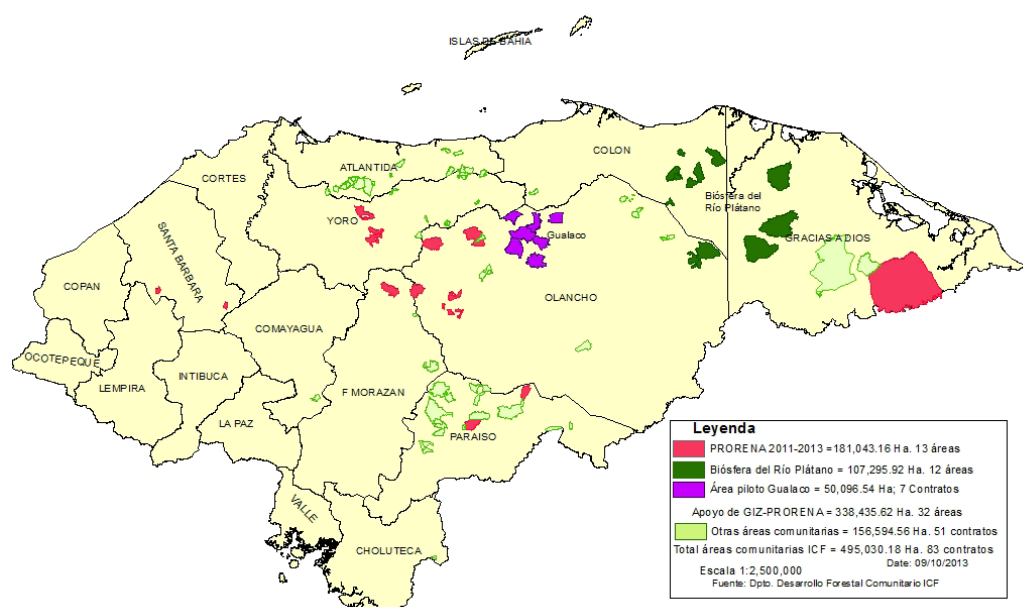 ISLAS DE BAHIA
COLON
ATLANTIDA
CORTES
Biósfera del
Río Plátano
YORO
Gualaco
SANTA BARBARA
GRACIAS A DIOS
COPAN
OLANCHO
COMAYAGUA
OCOTEPEQUE
INTIBUCA
LEMPIRA
F MORAZAN
LA PAZ
PARAISO
VALLE
CHOLUTECA
Leyenda
PRORENA 2011-2013 =181,043.16 Ha. 13 áreas
Biósfera del Río Plátano = 107,295.92 Ha. 12 áreas
Área piloto Gualaco = 50,096.54 Ha; 7 Contratos
Apoyo de GIZ-PRORENA = 338,435.62 Ha. 32 áreas
Otras áreas comunitarias = 156,594.56 Ha. 51 contratos
Total áreas comunitarias ICF = 495,030.18 Ha. 83 contratos
Date: 09/10/2013
Escala 1:2,500,000
Fuente: Dpto. Desarrollo Forestal Comunitario ICF